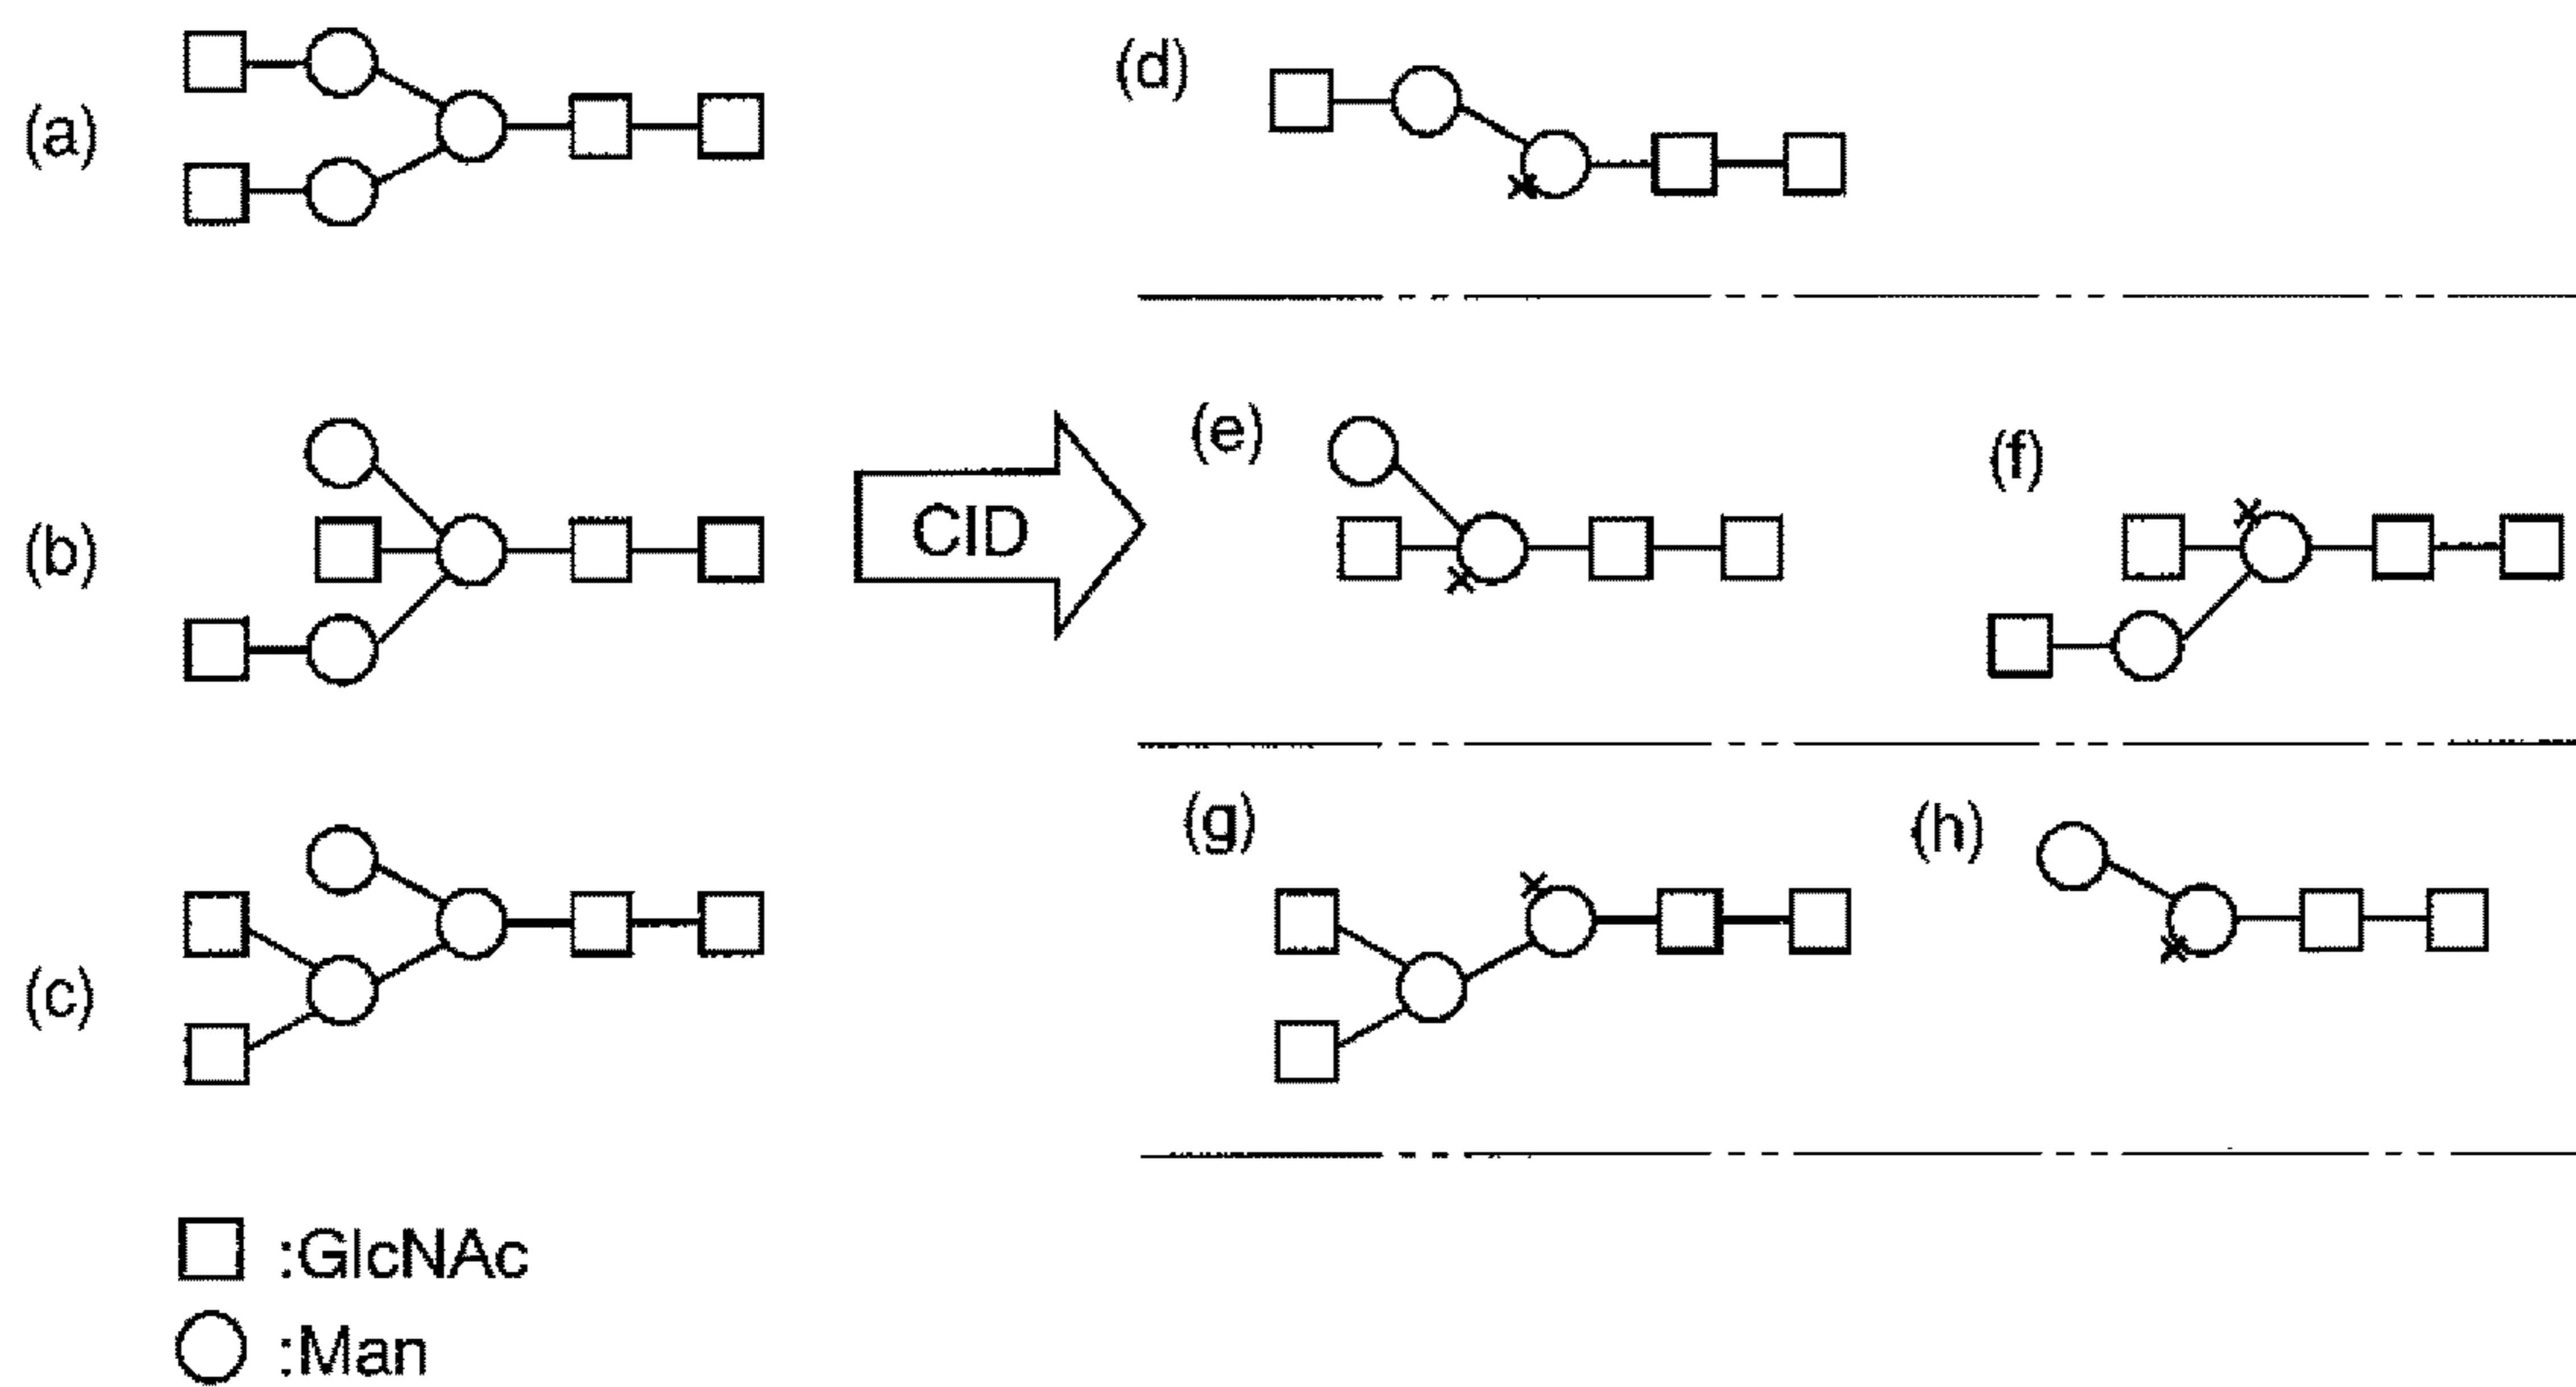 (a)
(d)
(b)
CID
(e)
(f)
(c)
(g)
(h)
:GlcNAc
:Man